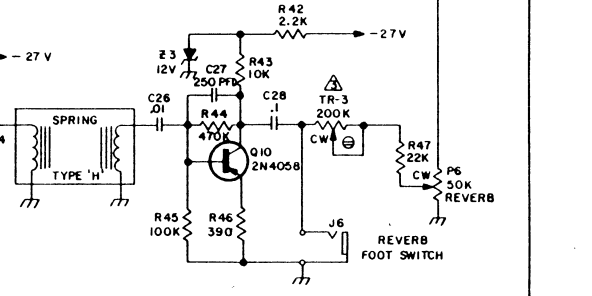 R42
2.2K
-27V
-27V
Z3
12V
R43
10K
C27
250 PFD
C26
.01
C28
.1
3
TR-3
200K
SPRING
TYPE 'H'
R44
470K
CW
Q10
2N4058
R47
22K
CW
P6
50K
REVERB
R45
100K
R46
390
J6
REVERB
FOOT SWITCH